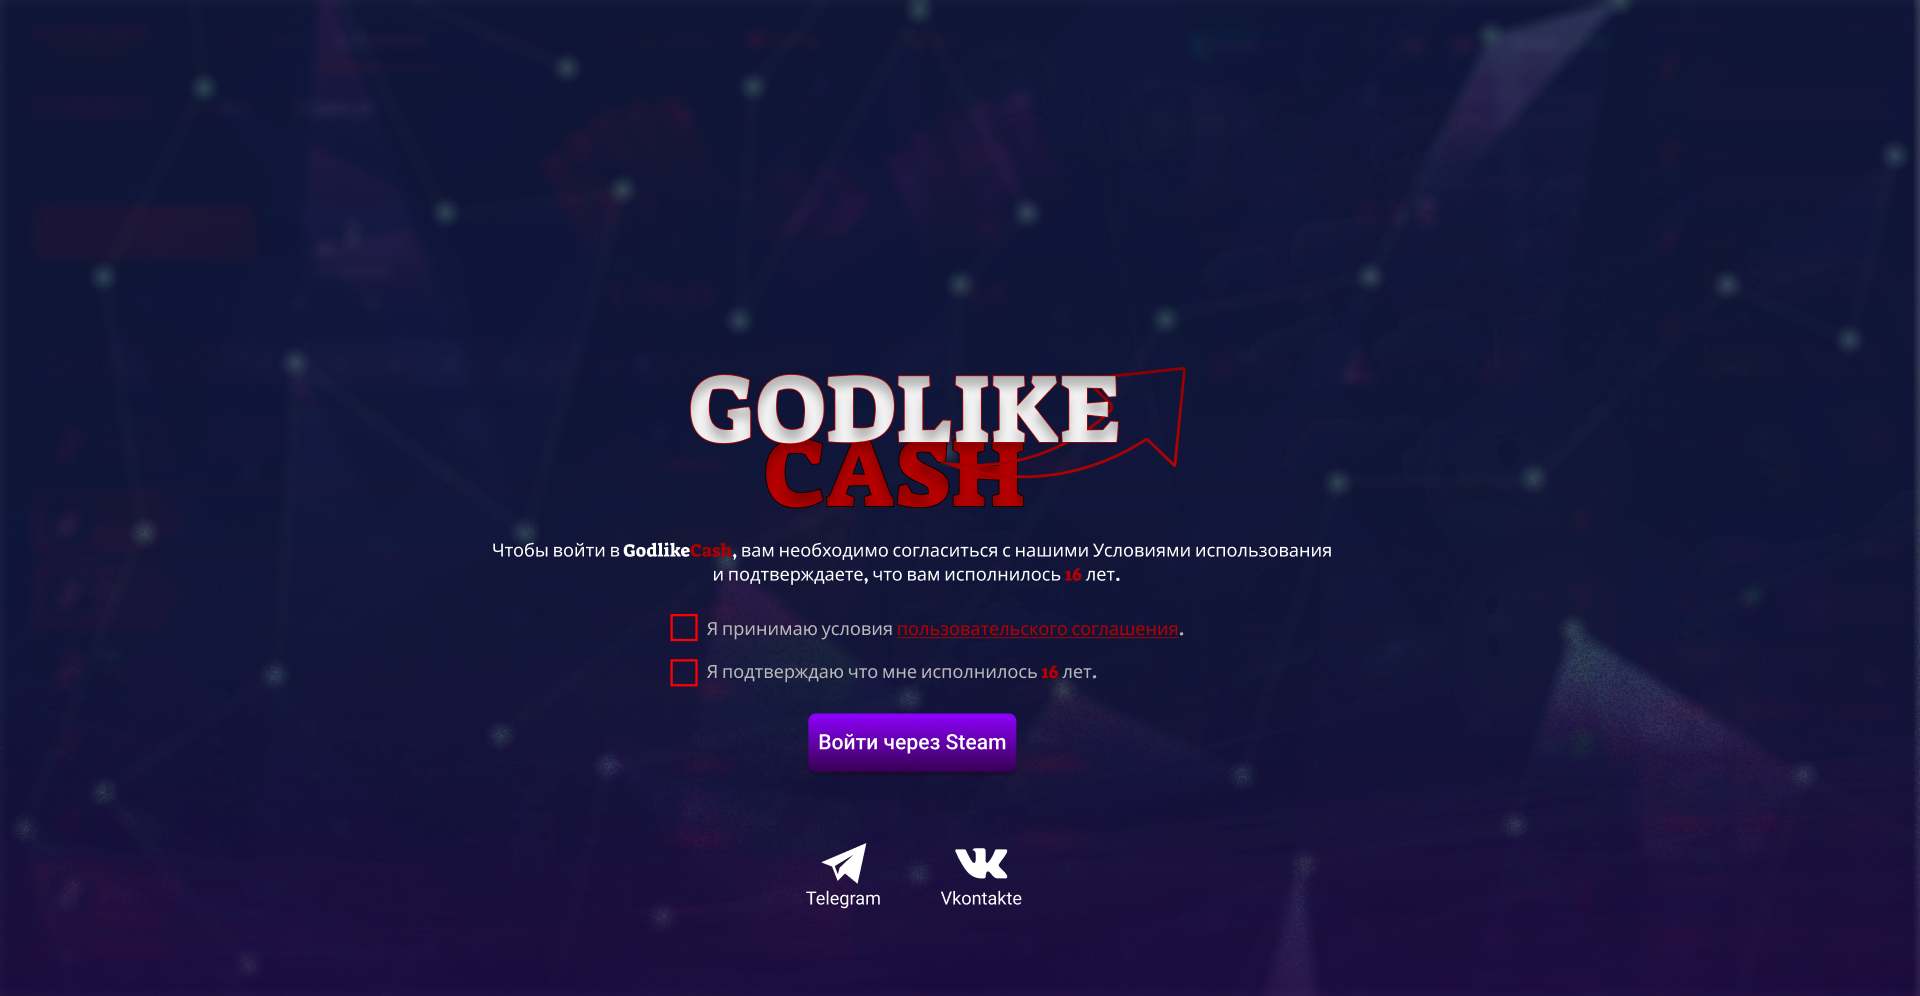 GODLIKE
CASH
Чтобы войти в GodlikeCash, вам необходимо согласиться с нашими Условиями использования
и подтверждаете, что вам исполнилось 16 лет.
Я принимаю условия пользовательского соглашения.
Я подтверждаю что мне исполнилось 16 лет.
Войти через Steam
Telegram Vkontakte